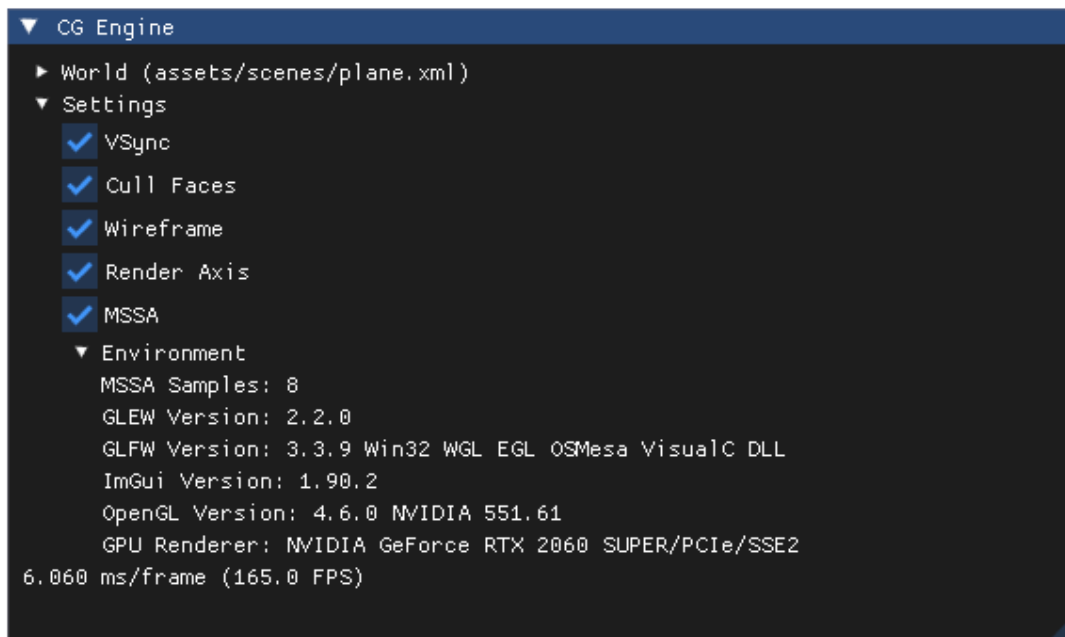 CG Engine
World (assets/scenes/plane.xml)
Settings
VSync
Cull Faces
Wireframe
Render Axis
MSSA
Environment
MSSA Samples: 8
GLEW Version: 2.2.0
GLFW Version: 3.3.9 Win32 WGL EGL OSMesa VisualC DLL
ImGui Version: 1.90.2
OpenGL Version: 4.6.0 NVIDIA 551.61
GPU Renderer: NVIDIA GeForce RTX 2060 SUPER/PCIe/SSE2
6.060 ms/frame (165.0 FPS)